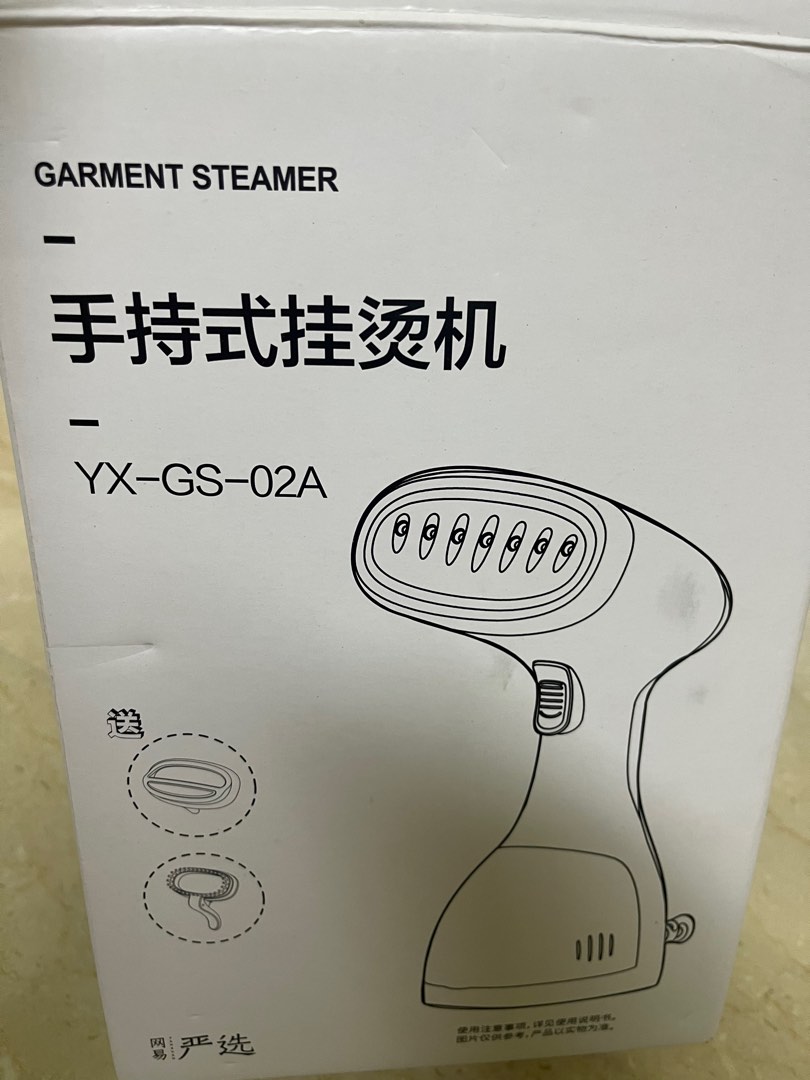 GARMENT STEAMER
手持式挂烫机
YX-GS-02A
送
网易 严选
使用注意事项,详见使用说明书。
图片仅供参考,产品以实物为准。